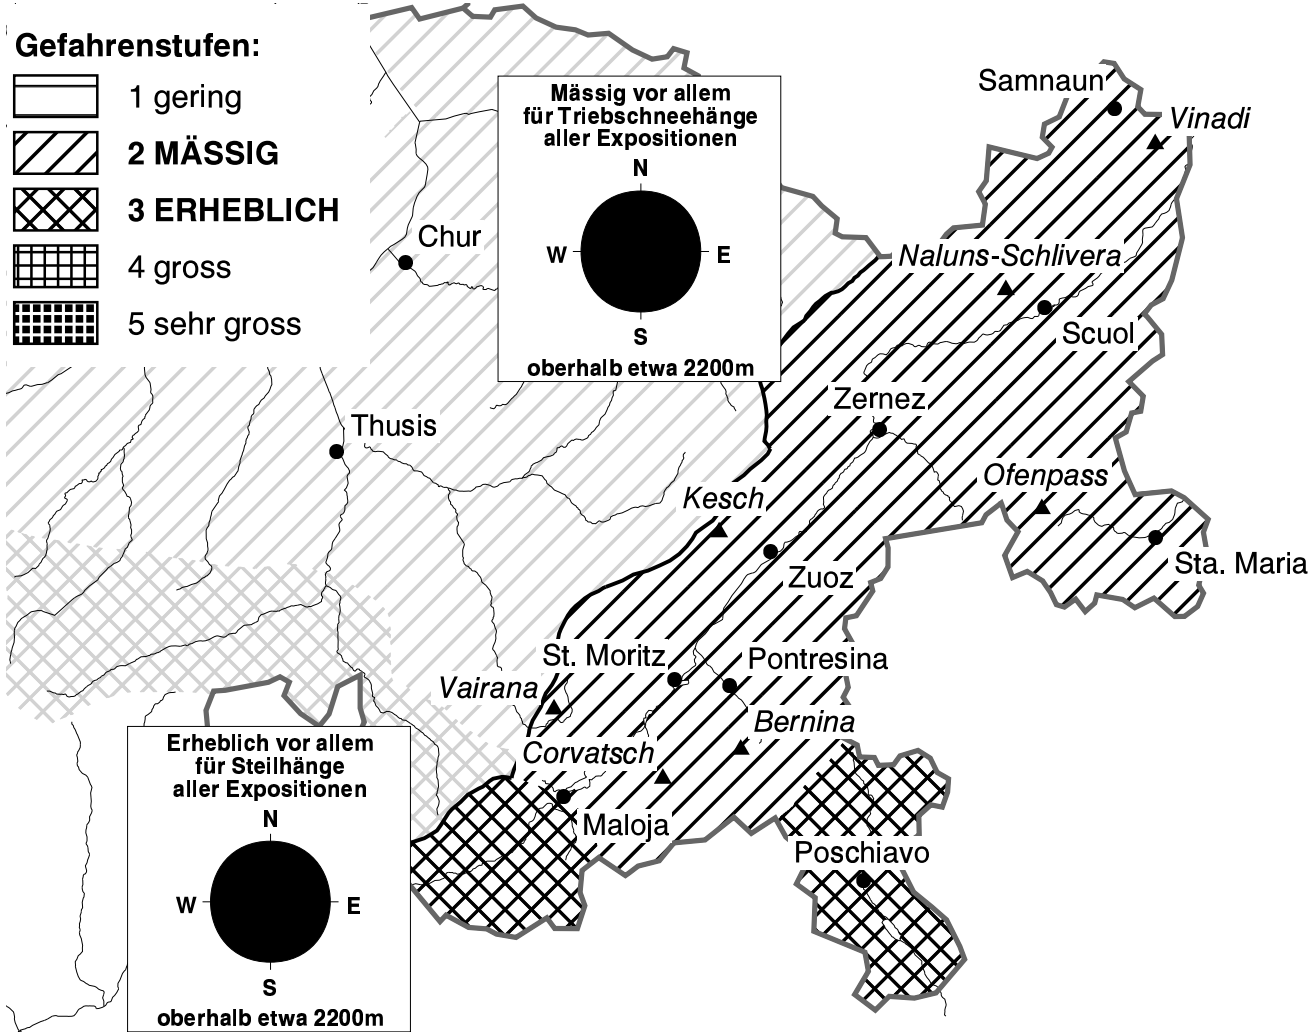 Gefahrenstufen:
1 gering
2 MÄSSIG
3 ERHEBLICH
4 gross
5 sehr gross
Mässig vor allem
für Triebschneehänge
aller Expositionen
N
W
E
S
oberhalb etwa 2200m
Samnaun
Vinadi
Chur
Naluns-Schlivera
Scuol
Zernez
Thusis
Ofenpass
Kesch
Sta. Maria
Zuoz
St. Moritz
Pontresina
Vairana
Bernina
Corvatsch
Maloja
Poschiavo
Erheblich vor allem
für Steilhänge
aller Expositionen
N
W
E
S
oberhalb etwa 2200m